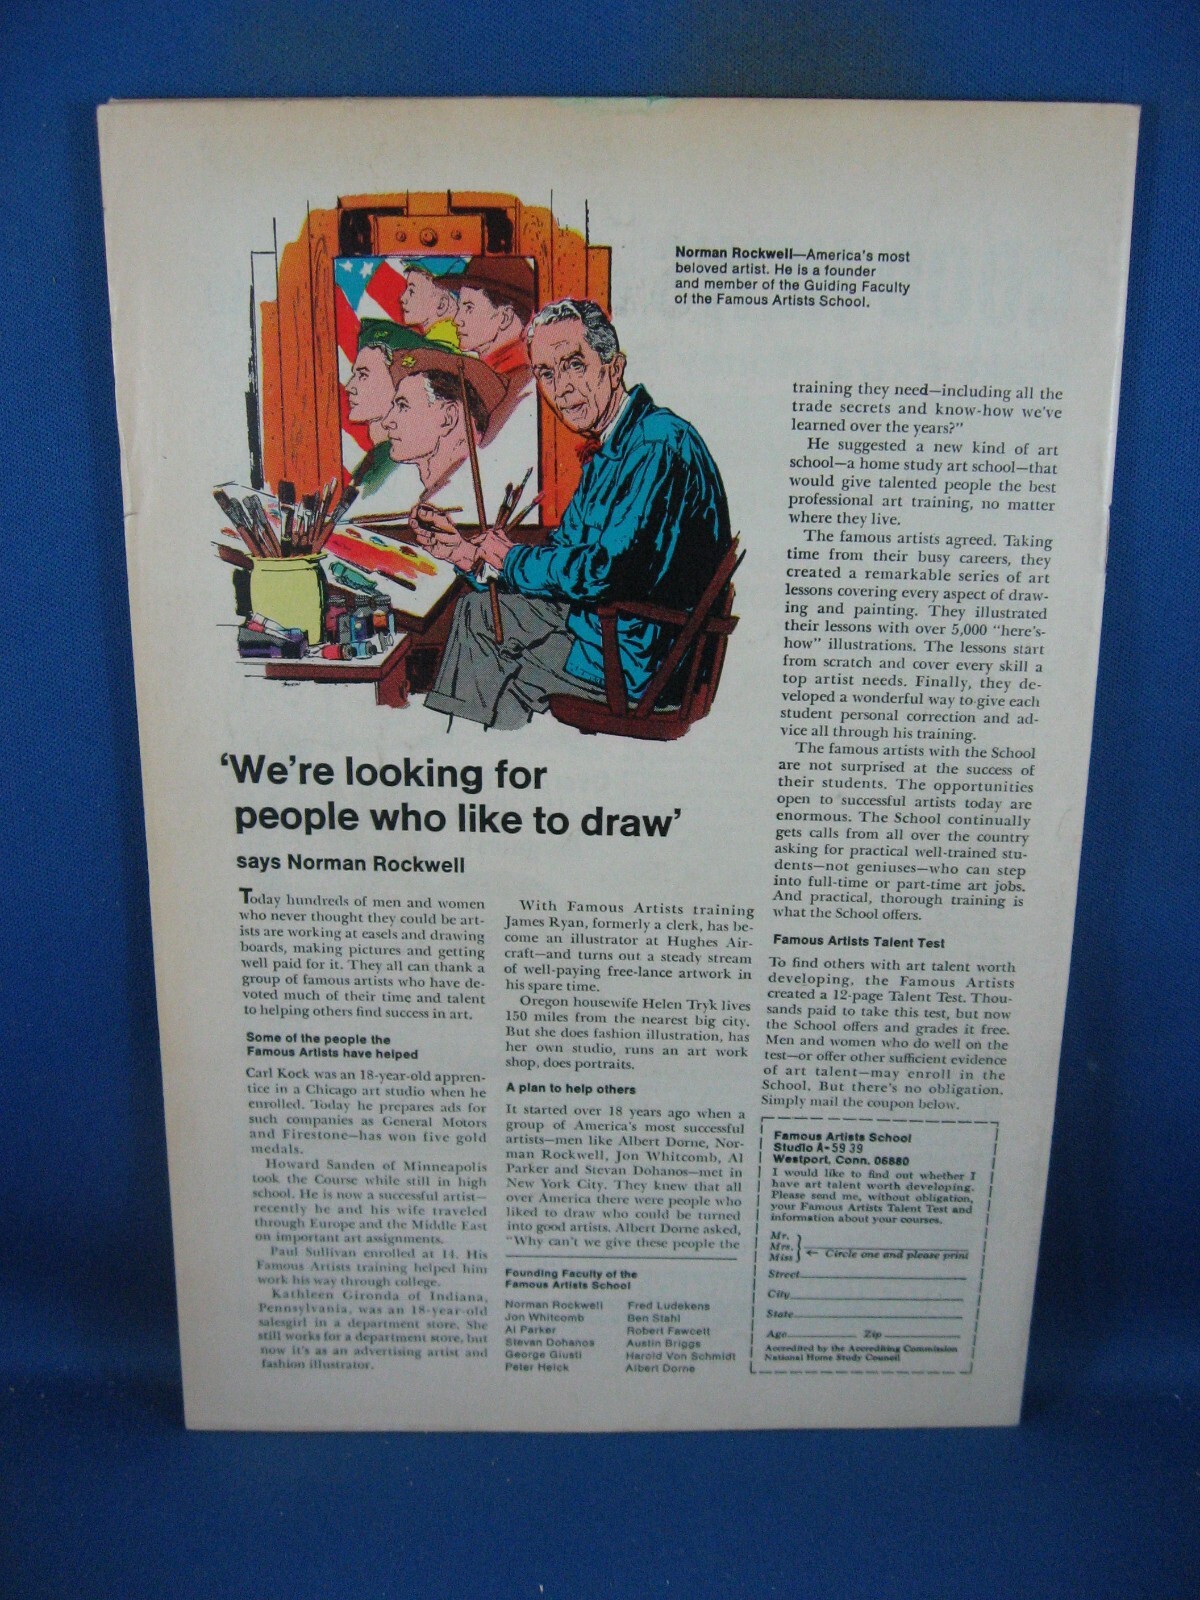 Norman Rockwell—America's most
beloved artist. He is a founder
and member of the Guiding Faculty
of the Famous Artists School.
'We're looking for
people who like to draw'
says Norman Rockwell
Today hundreds of men and women
who never thought they could be art-
ists are working at easels and drawing
boards, making pictures and getting
well paid for it. They all can thank a
group of famous artists who have de-
voted much of their time and talent
to helping others find success in art.
Some of the people the
Famous Artists have helped
Carl Kock was an 18-year-old appren-
tice in a Chicago art studio when he
enrolled. Today he prepares ads for
such companies as General Motors
and Firestone—has won five gold
medals.
Howard Sanden of Minneapolis
took the Course while still in high
school. He is now a successful artist—
recently he and his wife traveled
through Europe and the Middle East
on important art assignments.
Paul Sullivan enrolled at 14. His
Famous Artists training helped him
work his way through college.
Kathleen Gironda of Indiana,
Pennsylvania, was an 18-year-old
salesgirl in a department store. She
still works for a department store, but
now it's as an advertising artist and
fashion illustrator.
With Famous Artists training
James Ryan, formerly a clerk, has be-
come an illustrator at Hughes Air-
craft—and turns out a steady stream
of well-paying free-lance artwork in
his spare time.
Oregon housewife Helen Tryk lives
150 miles from the nearest big city.
But she does fashion illustration, has
her own studio, runs an art work
shop, does portraits.
A plan to help others
It started over 18 years ago when a
group of America's most successful
artists—men like Albert Dorne, Nor-
man Rockwell, Jon Whitcomb, Al
Parker and Stevan Dohanos—met in
New York City. They knew that all
over America there were people who
liked to draw who could be turned
into good artists. Albert Dorne asked,
"Why can't we give these people the
Founding Faculty of the
Famous Artists School
Norman Rockwell
Jon Whitcomb
Al Parker
Stevan Dohanos
George Giusti
Peter Helck
Fred Ludekens
Ben Stahl
Robert Fawcett
Austin Briggs
Harold Von Schmidt
Albert Dorne
training they need—including all the
trade secrets and know-how we've
learned over the years?"
He suggested a new kind of art
school—a home study art school—that
would give talented people the best
professional art training, no matter
where they live.
The famous artists agreed. Taking
time from their busy careers, they
created a remarkable series of art
lessons covering every aspect of draw-
ing and painting. They illustrated
their lessons with over 5,000 "here's-
how" illustrations. The lessons start
from scratch and cover every skill a
top artist needs. Finally, they de-
veloped a wonderful way to give each
student personal correction and ad-
vice all through his training.
The famous artists with the School
are not surprised at the success of
their students. The opportunities
open to successful artists today are
enormous. The School continually
gets calls from all over the country
asking for practical well-trained stu-
dents—not geniuses—who can step
into full-time or part-time art jobs.
And practical, thorough training is
what the School offers.
Famous Artists Talent Test
To find others with art talent worth
developing, the Famous Artists
created a 12-page Talent Test. Thou-
sands paid to take this test, but now
the School offers and grades it free.
Men and women who do well on the
test—or offer other sufficient evidence
of art talent—may enroll in the
School. But there's no obligation.
Simply mail the coupon below.
Famous Artists School
Studio A-5939
Westport, Conn. 06880
I would like to find out whether I
have art talent worth developing.
Please send me, without obligation,
your Famous Artists Talent Test and
information about your courses.
Mr.
Mrs.
Miss
← Circle one and please print
Street
City
State
Age Zip
Accredited by the Accrediting Commission
National Home Study Council